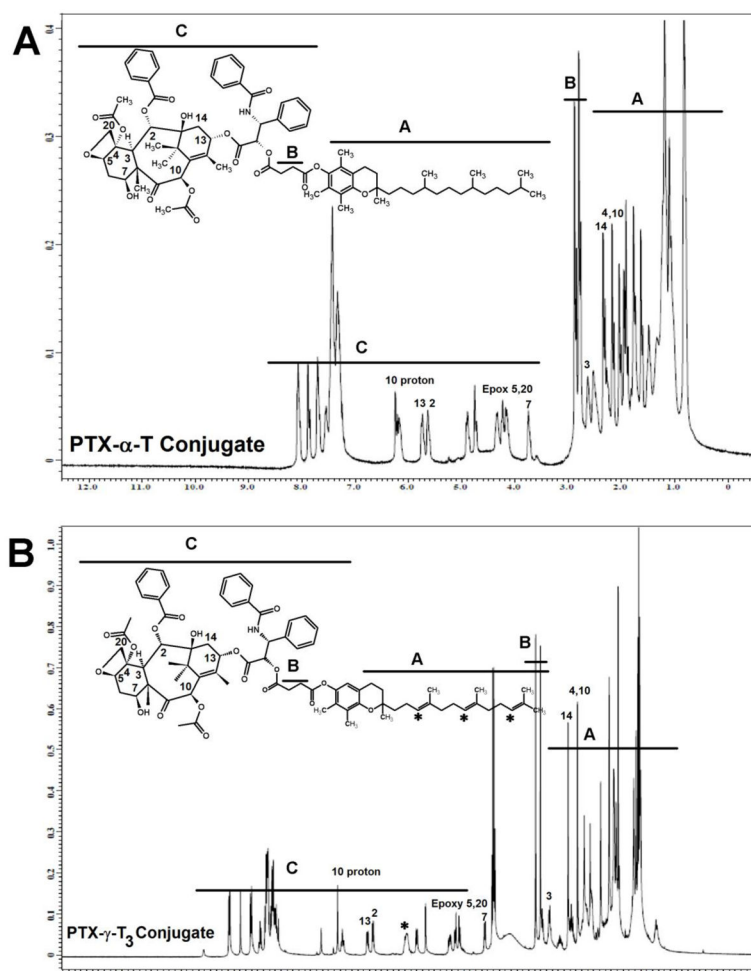 A
C
B
A
B
A
14
4,10
3
C
10 proton
13 2
Epox 5,20
7
PTX-α-T Conjugate
0.4
0.3
0.2
0.1
0
12.0 11.0 10.0 9.0 8.0 7.0 6.0 5.0 4.0 3.0 2.0 1.0 0
B
C
B
A
B
A
14
4,10
3
C
10 proton
13 2
*
Epoxy 5,20
7
* * *
PTX-γ-T3 Conjugate
1.0
0.9
0.8
0.7
0.6
0.5
0.4
0.3
0.2
0.1
0